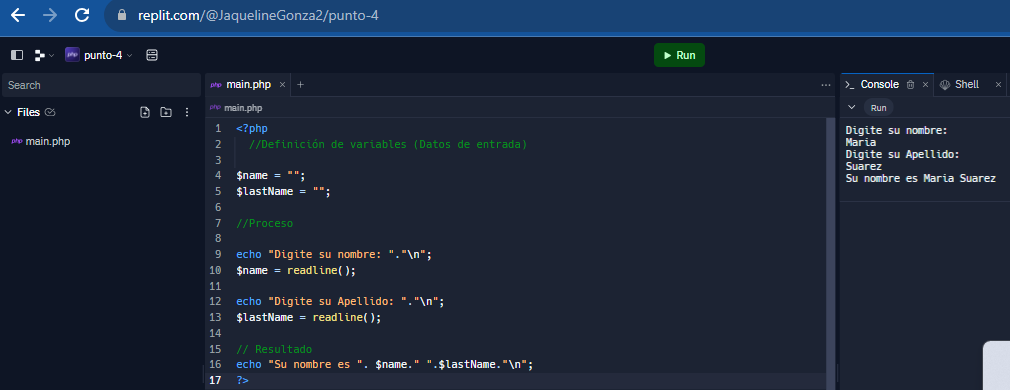 replit.com/@JaquelineGonza2/punto-4
php punto-4
Run
Search
php main.php × +
Console ×
Shell ×
Files
php main.php
Run
php main.php
1 <?php
2 //Definición de variables (Datos de entrada)
3
4 $name = "";
5 $lastName = "";
6
7 //Proceso
8
9 echo "Digite su nombre: "."\n";
10 $name = readline();
11
12 echo "Digite su Apellido: "."\n";
13 $lastName = readline();
14
15 // Resultado
16 echo "Su nombre es ". $name." ".$lastName."\n";
17 ?>
Digite su nombre:
Maria
Digite su Apellido:
Suarez
Su nombre es Maria Suarez